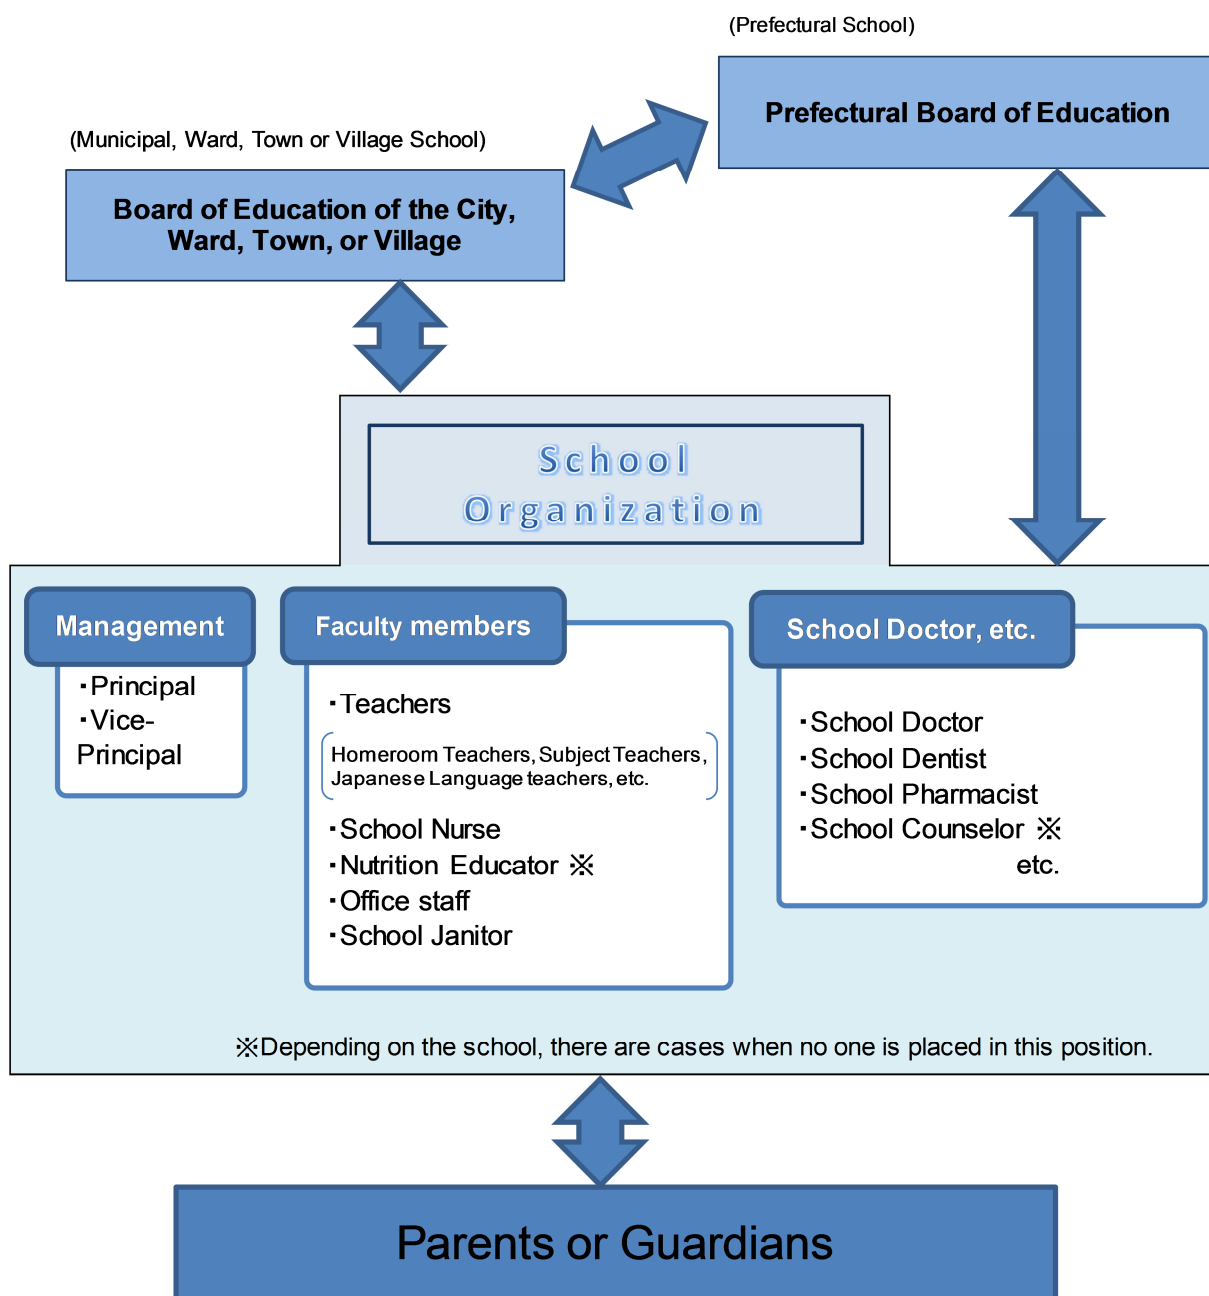 (Prefectural School)
Prefectural Board of Education
(Municipal, Ward, Town or Village School)
Board of Education of the City,
Ward, Town, or Village
School
Organization
Management
・Principal
・Vice-
Principal
Faculty members
・Teachers
Homeroom Teachers, Subject Teachers,
Japanese Language teachers, etc.
・School Nurse
・Nutrition Educator ※
・Office staff
・School Janitor
School Doctor, etc.
・School Doctor
・School Dentist
・School Pharmacist
・School Counselor ※
etc.
※Depending on the school, there are cases when no one is placed in this position.
Parents or Guardians